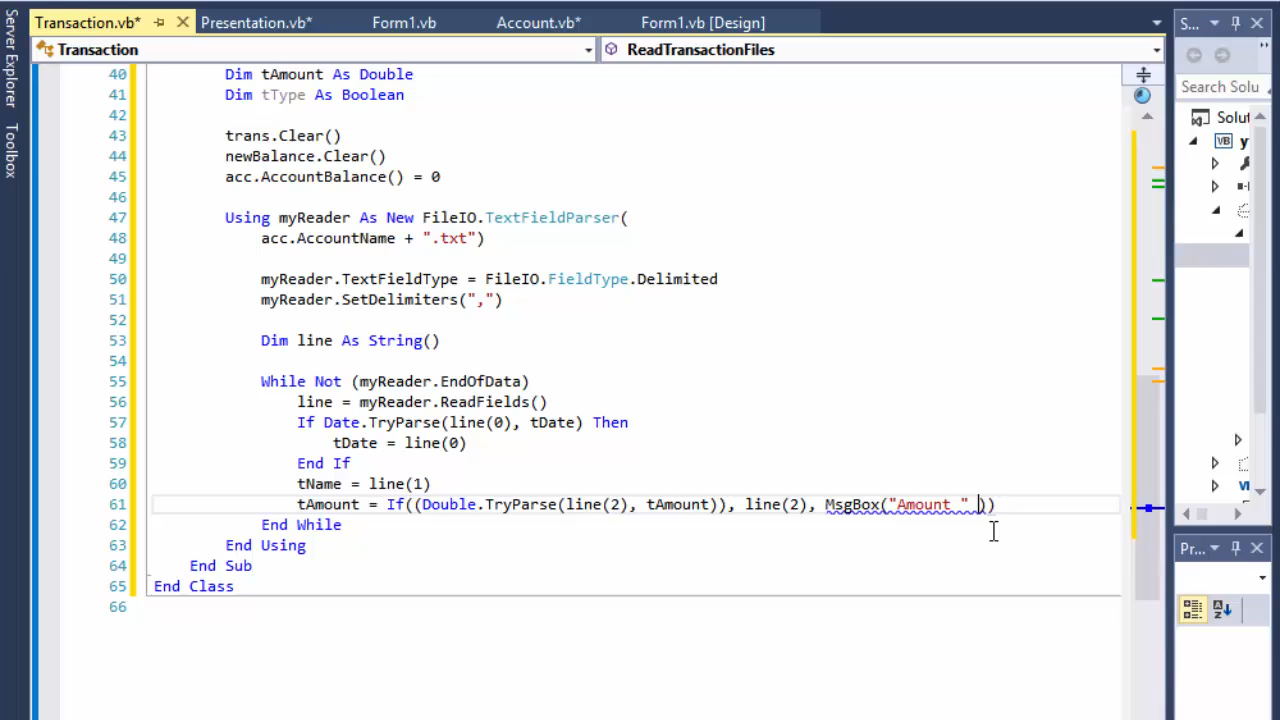 Transaction.vb* Presentation.vb* Form1.vb Account.vb* Form1.vb [Design] S...
Server Explorer
Toolbox
Transaction ReadTransactionFiles
Search Solu
Solut
VB y
VI
Pr...
40 Dim tAmount As Double
41 Dim tType As Boolean
42
43 trans.Clear()
44 newBalance.Clear()
45 acc.AccountBalance() = 0
46
47 Using myReader As New FileIO.TextFieldParser(
48 acc.AccountName + ".txt")
49
50 myReader.TextFieldType = FileIO.FieldType.Delimited
51 myReader.SetDelimiters(",")
52
53 Dim line As String()
54
55 While Not (myReader.EndOfData)
56 line = myReader.ReadFields()
57 If Date.TryParse(line(0), tDate) Then
58 tDate = line(0)
59 End If
60 tName = line(1)
61 tAmount = If((Double.TryParse(line(2), tAmount)), line(2), MsgBox("Amount " ))
62 End While
63 End Using
64 End Sub
65 End Class
66